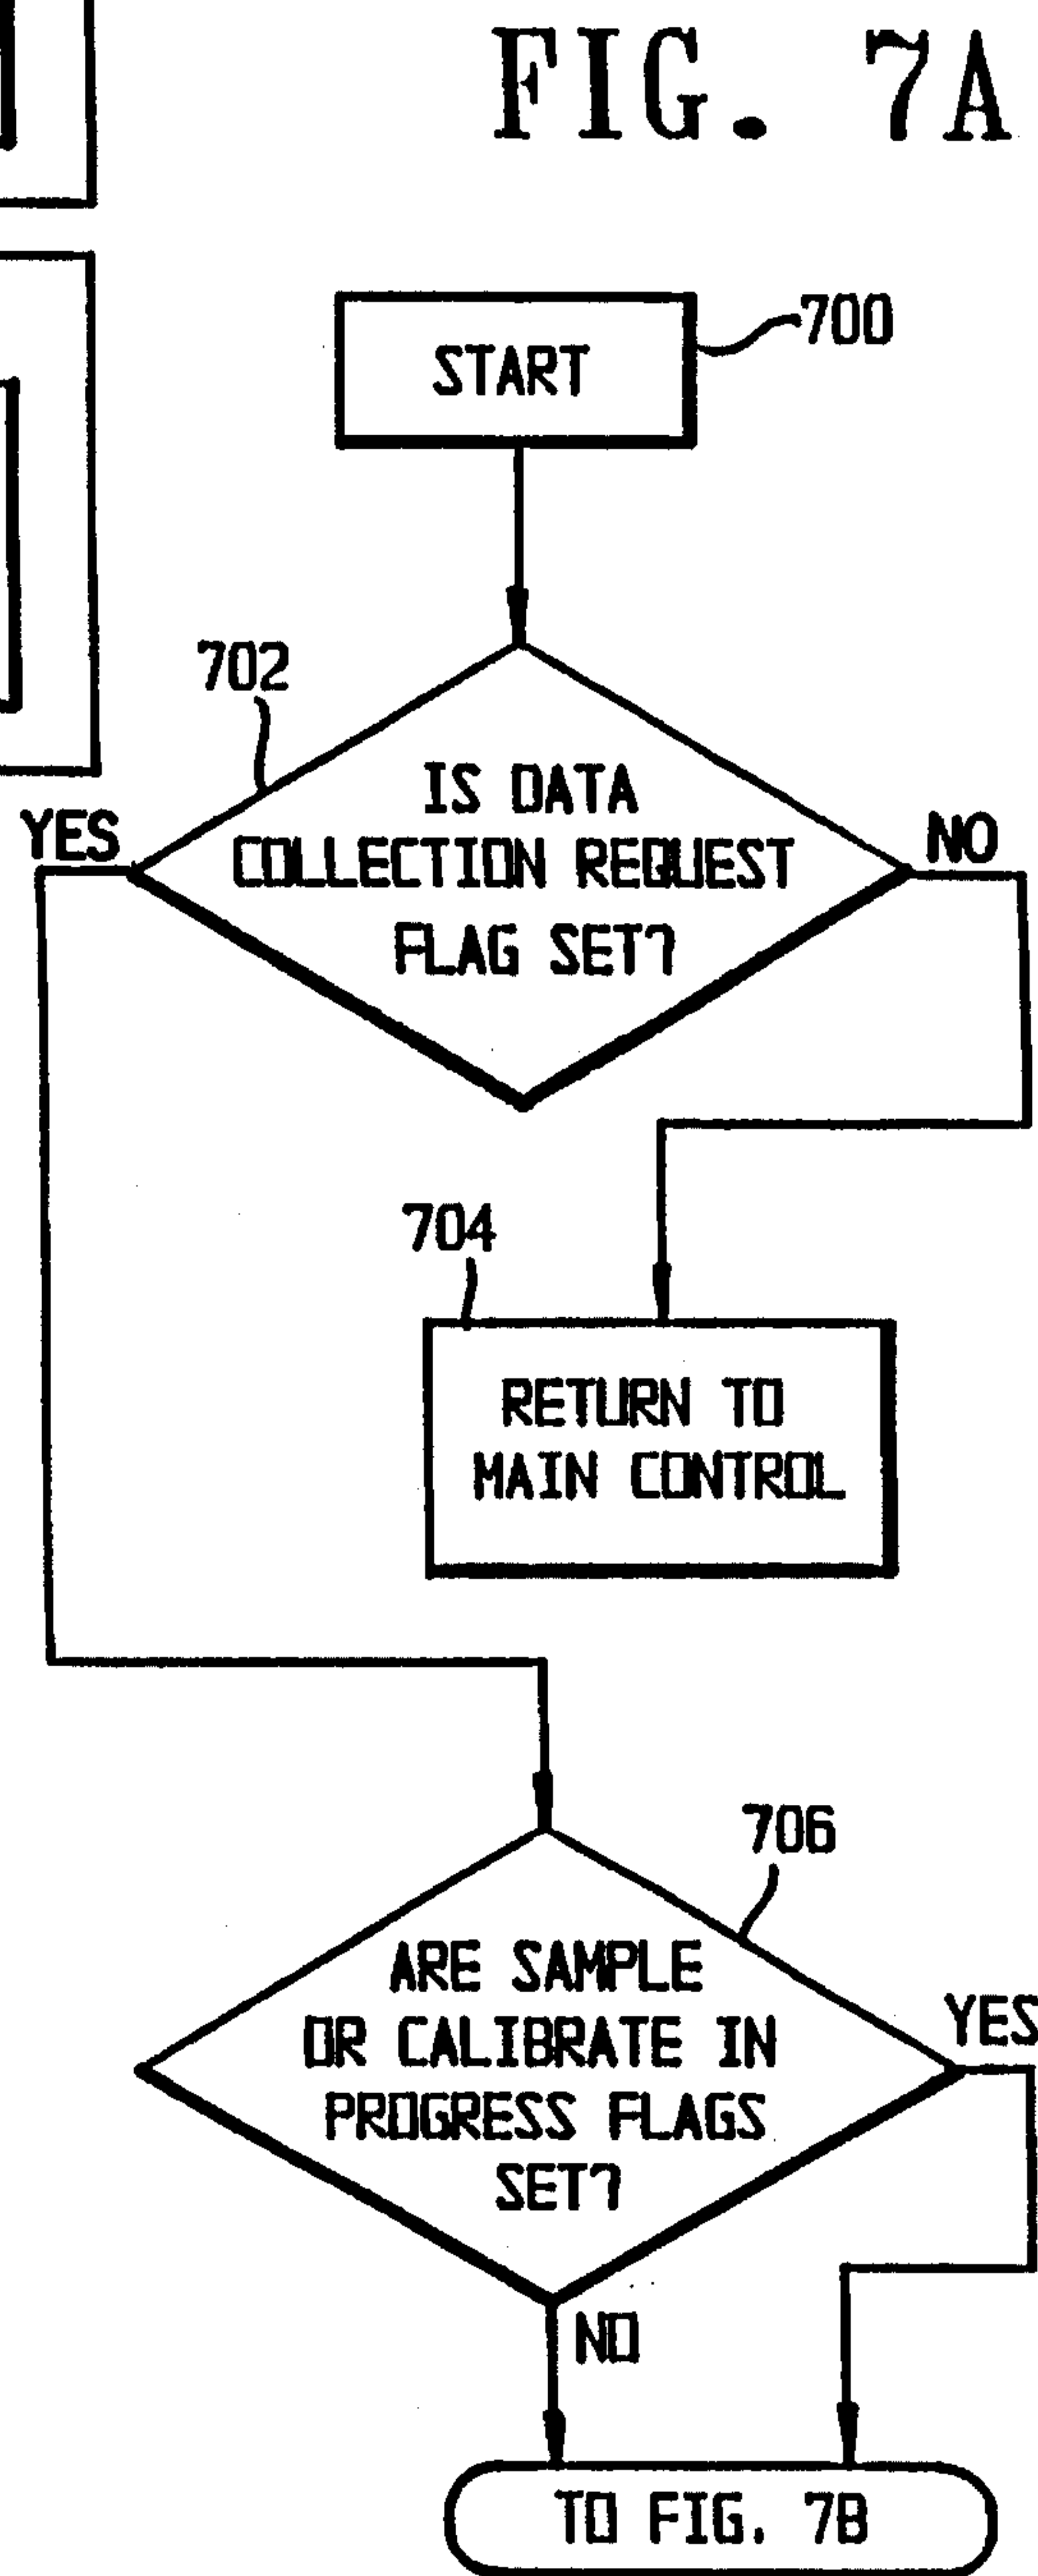 FIG. 7A
START
700
702
IS DATA
COLLECTION REQUEST
FLAG SET?
YES
NO
704
RETURN TO
MAIN CONTROL
706
ARE SAMPLE
OR CALIBRATE IN
PROGRESS FLAGS
SET?
YES
NO
TO FIG. 7B